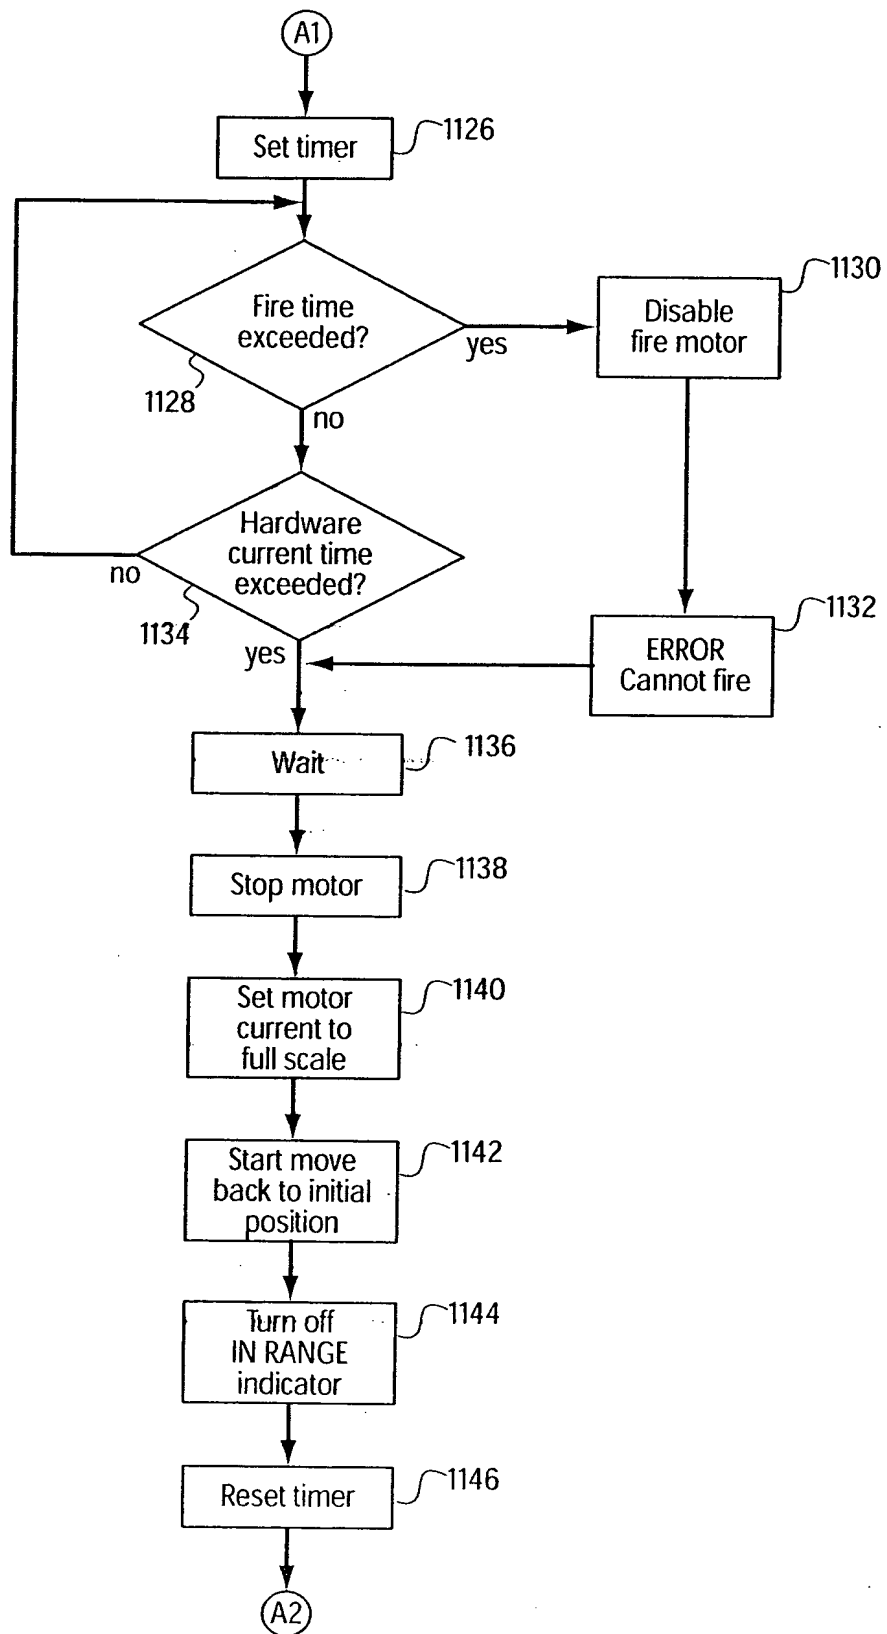 A1
Set timer
1126
Fire time
exceeded?
1128
yes
no
Disable
fire motor
1130
Hardware
current time
exceeded?
1134
no
yes
ERROR
Cannot fire
1132
Wait
1136
Stop motor
1138
Set motor
current to
full scale
1140
Start move
back to initial
position
1142
Turn off
IN RANGE
indicator
1144
Reset timer
1146
A2